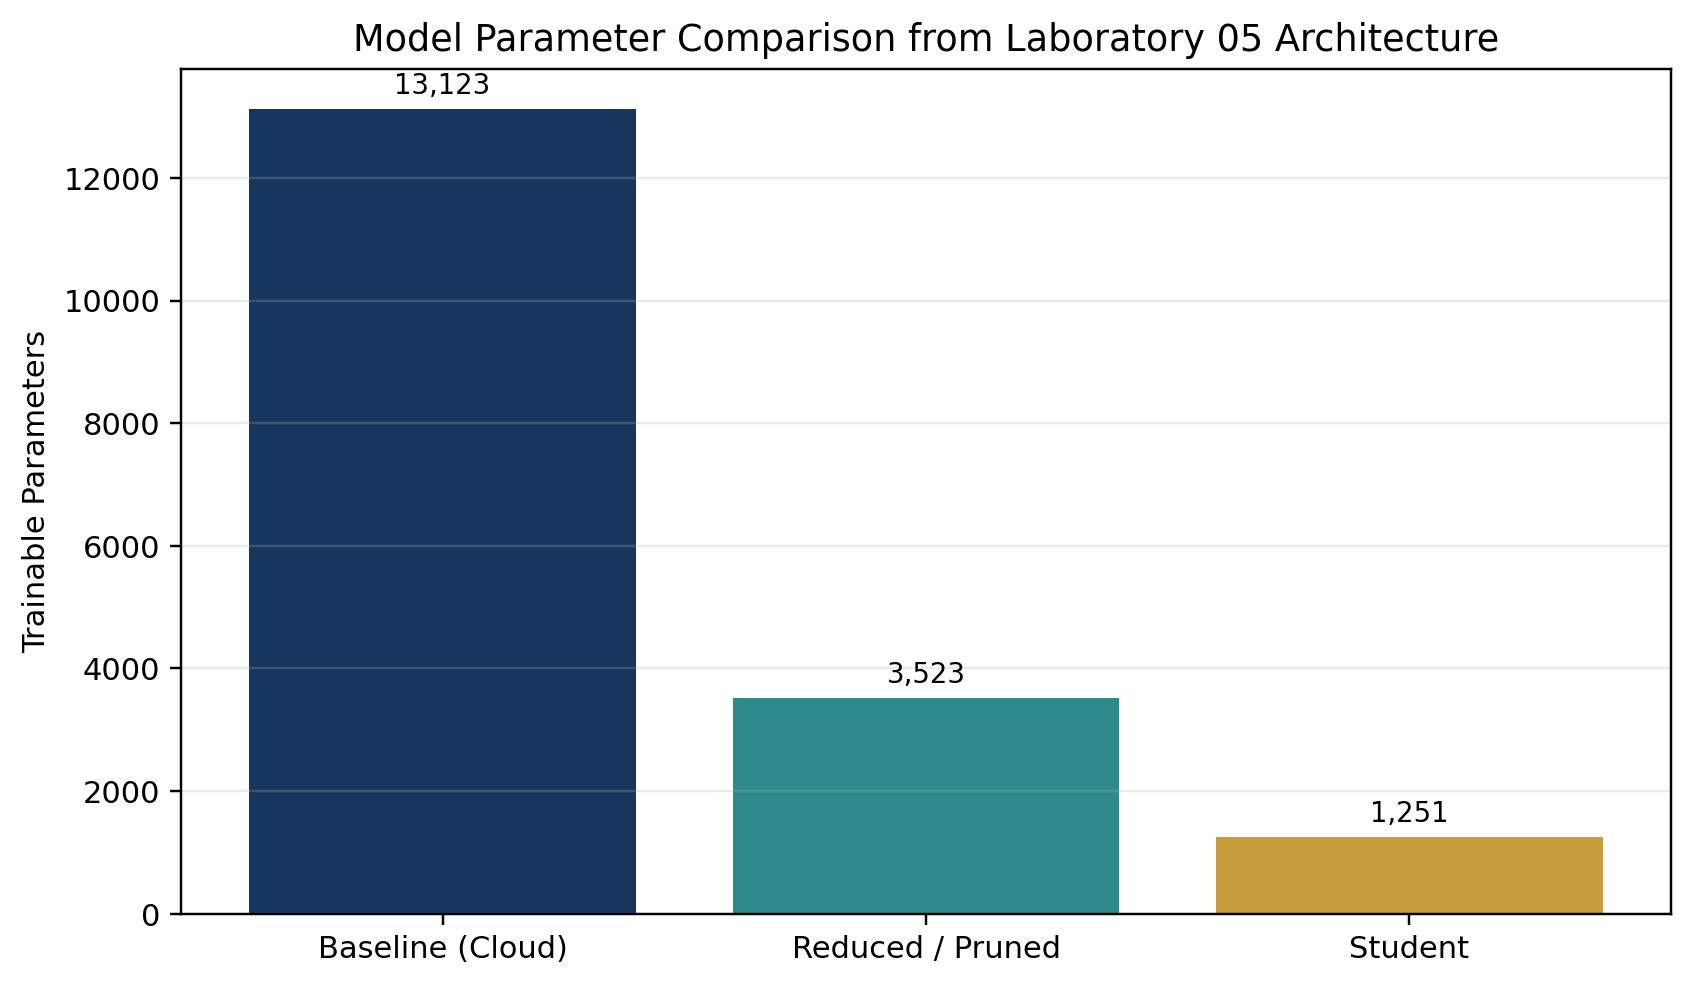 Model Parameter Comparison from Laboratory 05 Architecture
13,123
12000
10000
8000
6000
4000
2000
0
Trainable Parameters
3,523
1,251
Baseline (Cloud)
Reduced / Pruned
Student